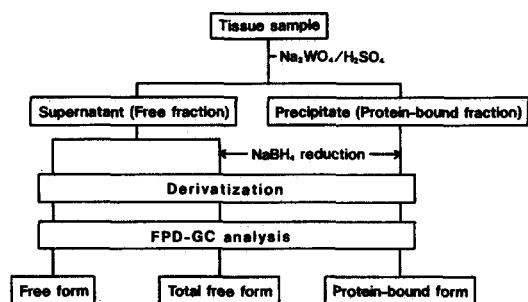 Tissue sample
Na₂WO₄/H₂SO₄
Supernatant (Free fraction)
Precipitate (Protein-bound fraction)
NaBH₄ reduction
Derivatization
FPD-GC analysis
Free form
Total free form
Protein-bound form